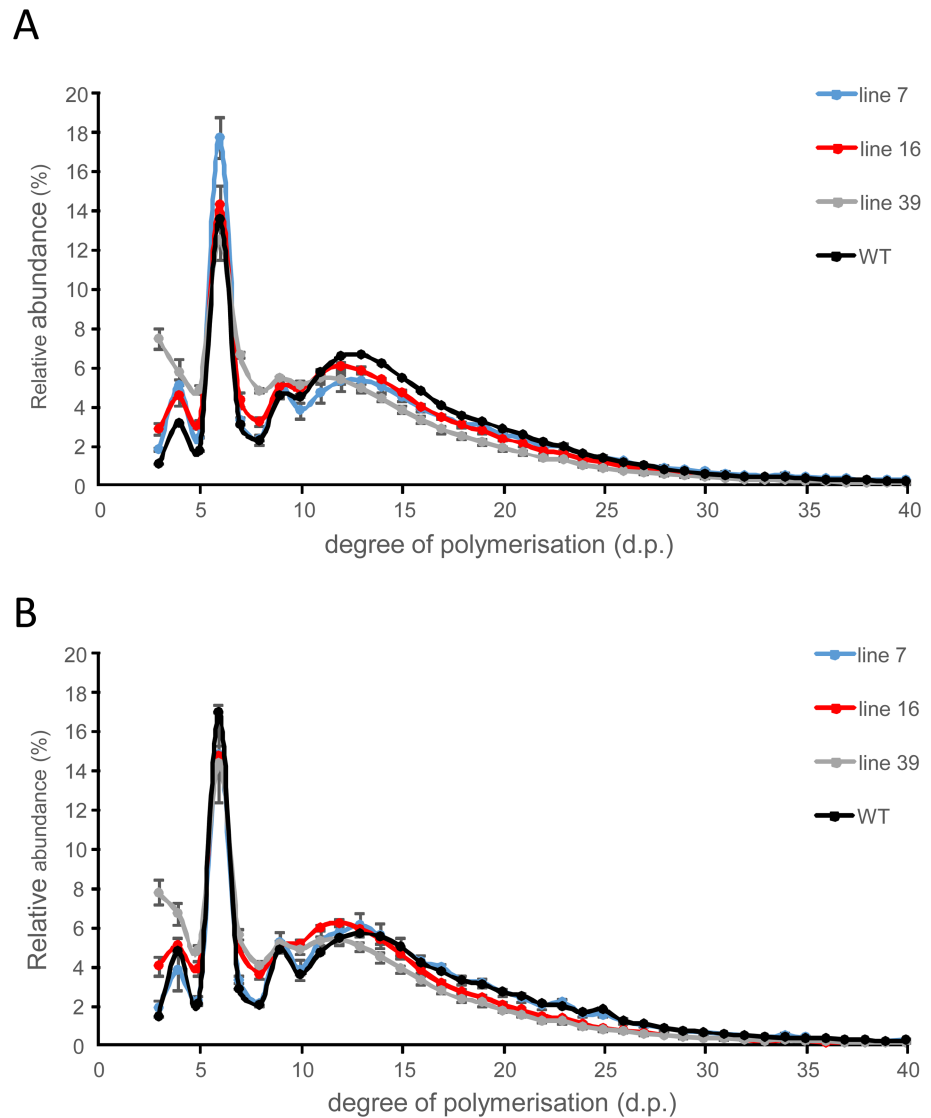 A
20
18
16
14
12
10
8
6
4
2
0
Relative abundance (%)
0 5 10 15 20 25 30 35 40
degree of polymerisation (d.p.)
line 7
line 16
line 39
WT
B
20
18
16
14
12
10
8
6
4
2
0
Relative abundance (%)
0 5 10 15 20 25 30 35 40
degree of polymerisation (d.p.)
line 7
line 16
line 39
WT